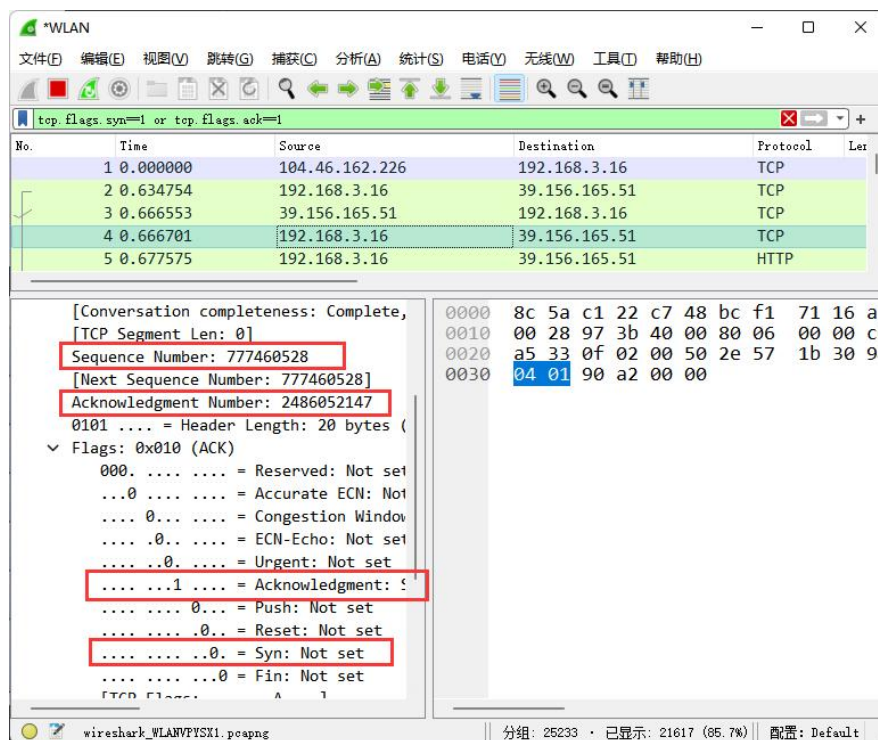 *WLAN
文件(F) 编辑(E) 视图(V) 跳转(G) 捕获(C) 分析(A) 统计(S) 电话(Y) 无线(W) 工具(T) 帮助(H)
tcp.flags.syn==1 or tcp.flags.ack==1
No. Time Source Destination Protocol Ler
1 0.000000 104.46.162.226 192.168.3.16 TCP
2 0.634754 192.168.3.16 39.156.165.51 TCP
3 0.666553 39.156.165.51 192.168.3.16 TCP
4 0.666701 192.168.3.16 39.156.165.51 TCP
5 0.677575 192.168.3.16 39.156.165.51 HTTP
[Conversation completeness: Complete,
[TCP Segment Len: 0]
Sequence Number: 777460528
[Next Sequence Number: 777460528]
Acknowledgment Number: 2486052147
0101 .... = Header Length: 20 bytes (
Flags: 0x010 (ACK)
000. .... .... = Reserved: Not set
...0 .... .... = Accurate ECN: Not
.... 0... .... = Congestion Window
.... .0.. .... = ECN-Echo: Not set
.... ..0. .... = Urgent: Not set
.... ...1 .... = Acknowledgment: S
.... .... 0... = Push: Not set
.... .... .0.. = Reset: Not set
.... .... ..0. = Syn: Not set
.... .... ...0 = Fin: Not set
0000 8c 5a c1 22 c7 48 bc f1 71 16 a
0010 00 28 97 3b 40 00 80 06 00 00 c
0020 a5 33 0f 02 00 50 2e 57 1b 30 9
0030 04 01 90 a2 00 00
wireshark_WLANVPYSX1.pcapng 分组: 25233 · 已显示: 21617 (85.7%) 配置: Default